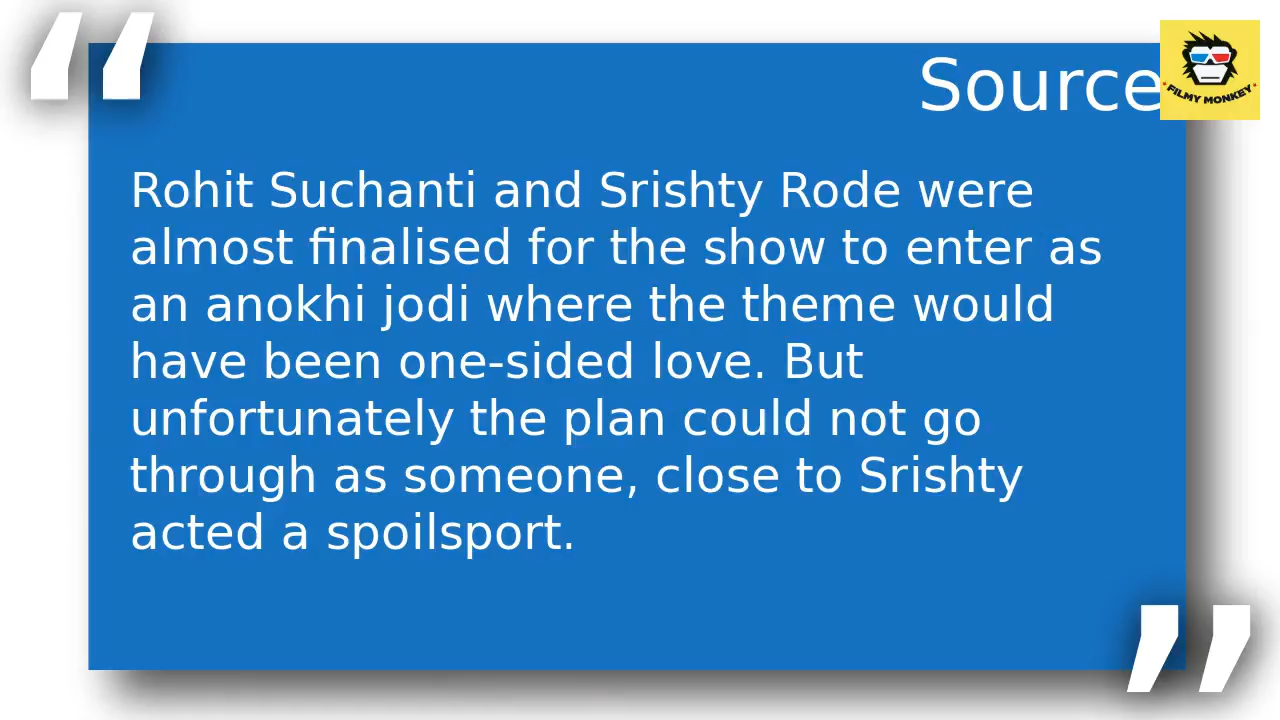 Source
FILMY MONKEY
Rohit Suchanti and Srishty Rode were
almost finalised for the show to enter as
an anokhi jodi where the theme would
have been one-sided love. But
unfortunately the plan could not go
through as someone, close to Srishty
acted a spoilsport.